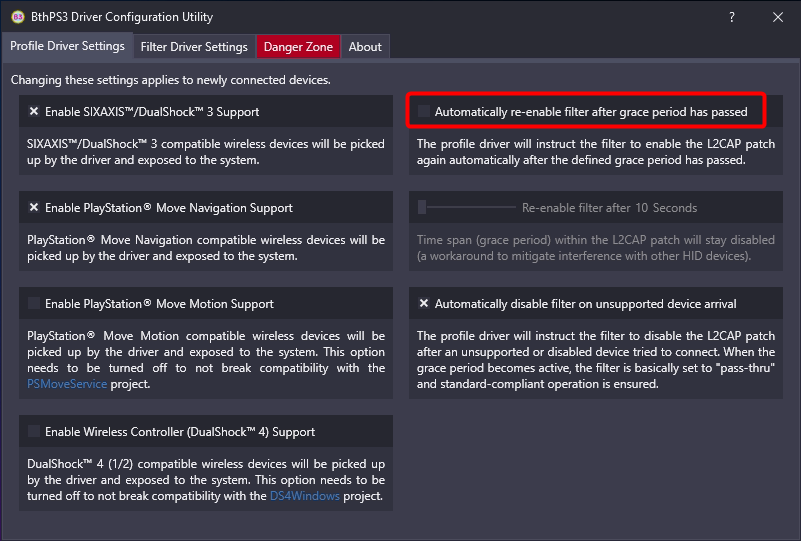 B3
BthPS3 Driver Configuration Utility
?
Profile Driver Settings
Filter Driver Settings
Danger Zone
About
Changing these settings applies to newly connected devices.
Enable SIXAXIS™/DualShock™ 3 Support
SIXAXIS™/DualShock™ 3 compatible wireless devices will be picked
up by the driver and exposed to the system.
Enable PlayStation® Move Navigation Support
PlayStation® Move Navigation compatible wireless devices will be
picked up by the driver and exposed to the system.
Enable PlayStation® Move Motion Support
PlayStation® Move Motion compatible wireless devices will be
picked up by the driver and exposed to the system. This option
needs to be turned off to not break compatibility with the
PSMoveService project.
Enable Wireless Controller (DualShock™ 4) Support
DualShock™ 4 (1/2) compatible wireless devices will be picked up
by the driver and exposed to the system. This option needs to be
turned off to not break compatibility with the DS4Windows project.
Automatically re-enable filter after grace period has passed
The profile driver will instruct the filter to enable the L2CAP patch
again automatically after the defined grace period has passed.
Re-enable filter after 10 Seconds
Time span (grace period) within the L2CAP patch will stay disabled
(a workaround to mitigate interference with other HID devices).
Automatically disable filter on unsupported device arrival
The profile driver will instruct the filter to disable the L2CAP patch
after an unsupported or disabled device tried to connect. When the
grace period becomes active, the filter is basically set to "pass-thru"
and standard-compliant operation is ensured.